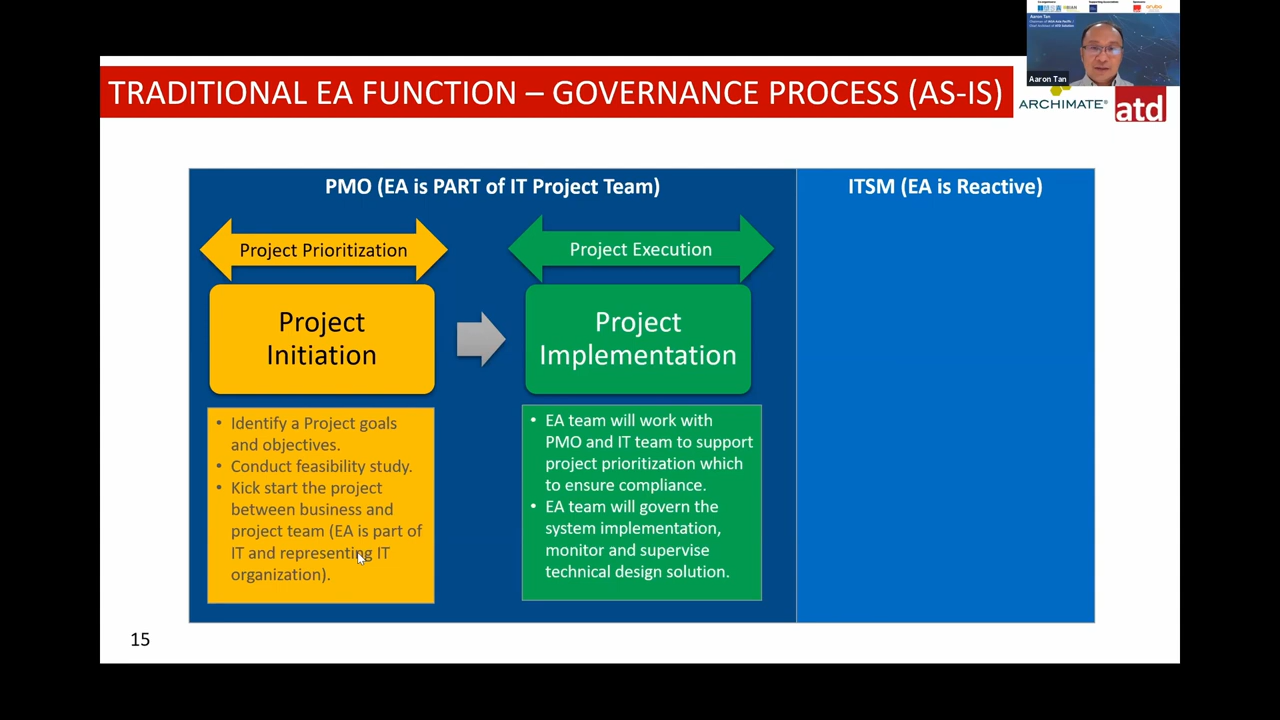 Aaron Tan
Aaron Tan
TRADITIONAL EA FUNCTION – GOVERNANCE PROCESS (AS-IS)
ARCHIMATE®
atd
PMO (EA is PART of IT Project Team)
ITSM (EA is Reactive)
Project Prioritization
Project Execution
Project
Initiation
Project
Implementation
• Identify a Project goals
and objectives.
• Conduct feasibility study.
• Kick start the project
between business and
project team (EA is part of
IT and representing IT
organization).
• EA team will work with
PMO and IT team to support
project prioritization which
to ensure compliance.
• EA team will govern the
system implementation,
monitor and supervise
technical design solution.
15